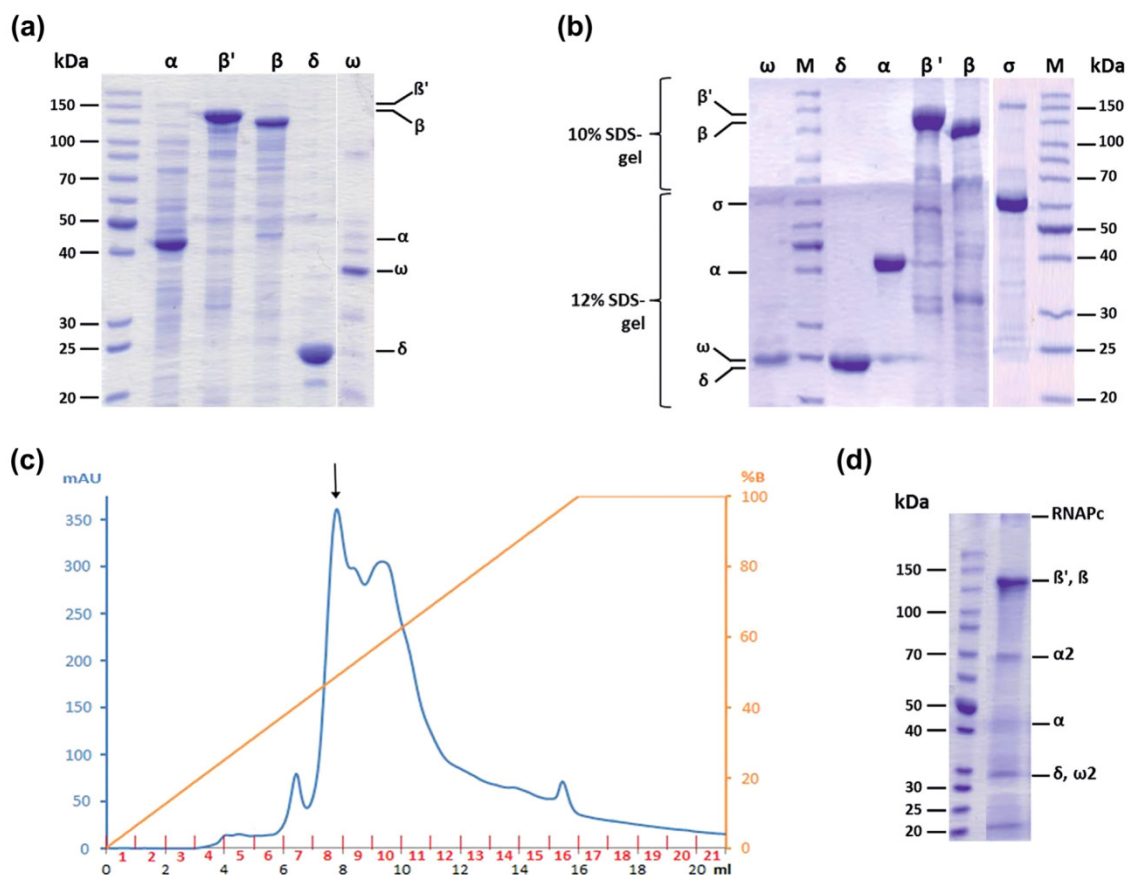 (a)
kDa α β' β δ ω
ß'
β
150
100
70
50
40
30
25
20
α
ω
δ
(b)
ω M δ α β' β σ M kDa
β'
β
10% SDS-
gel
σ
α
12% SDS-
gel
ω
δ
150
100
70
50
40
30
25
20
(c)
mAU %B
350
300
250
200
150
100
50
0
100
80
60
40
20
0
1 2 3 4 5 6 7 8 9 10 11 12 13 14 15 16 17 18 19 20 21
0 2 4 6 8 10 12 14 16 18 20 ml
(d)
kDa
RNAPc
150
ß', ß
100
70
α2
50
40
α
δ, ω2
30
25
20